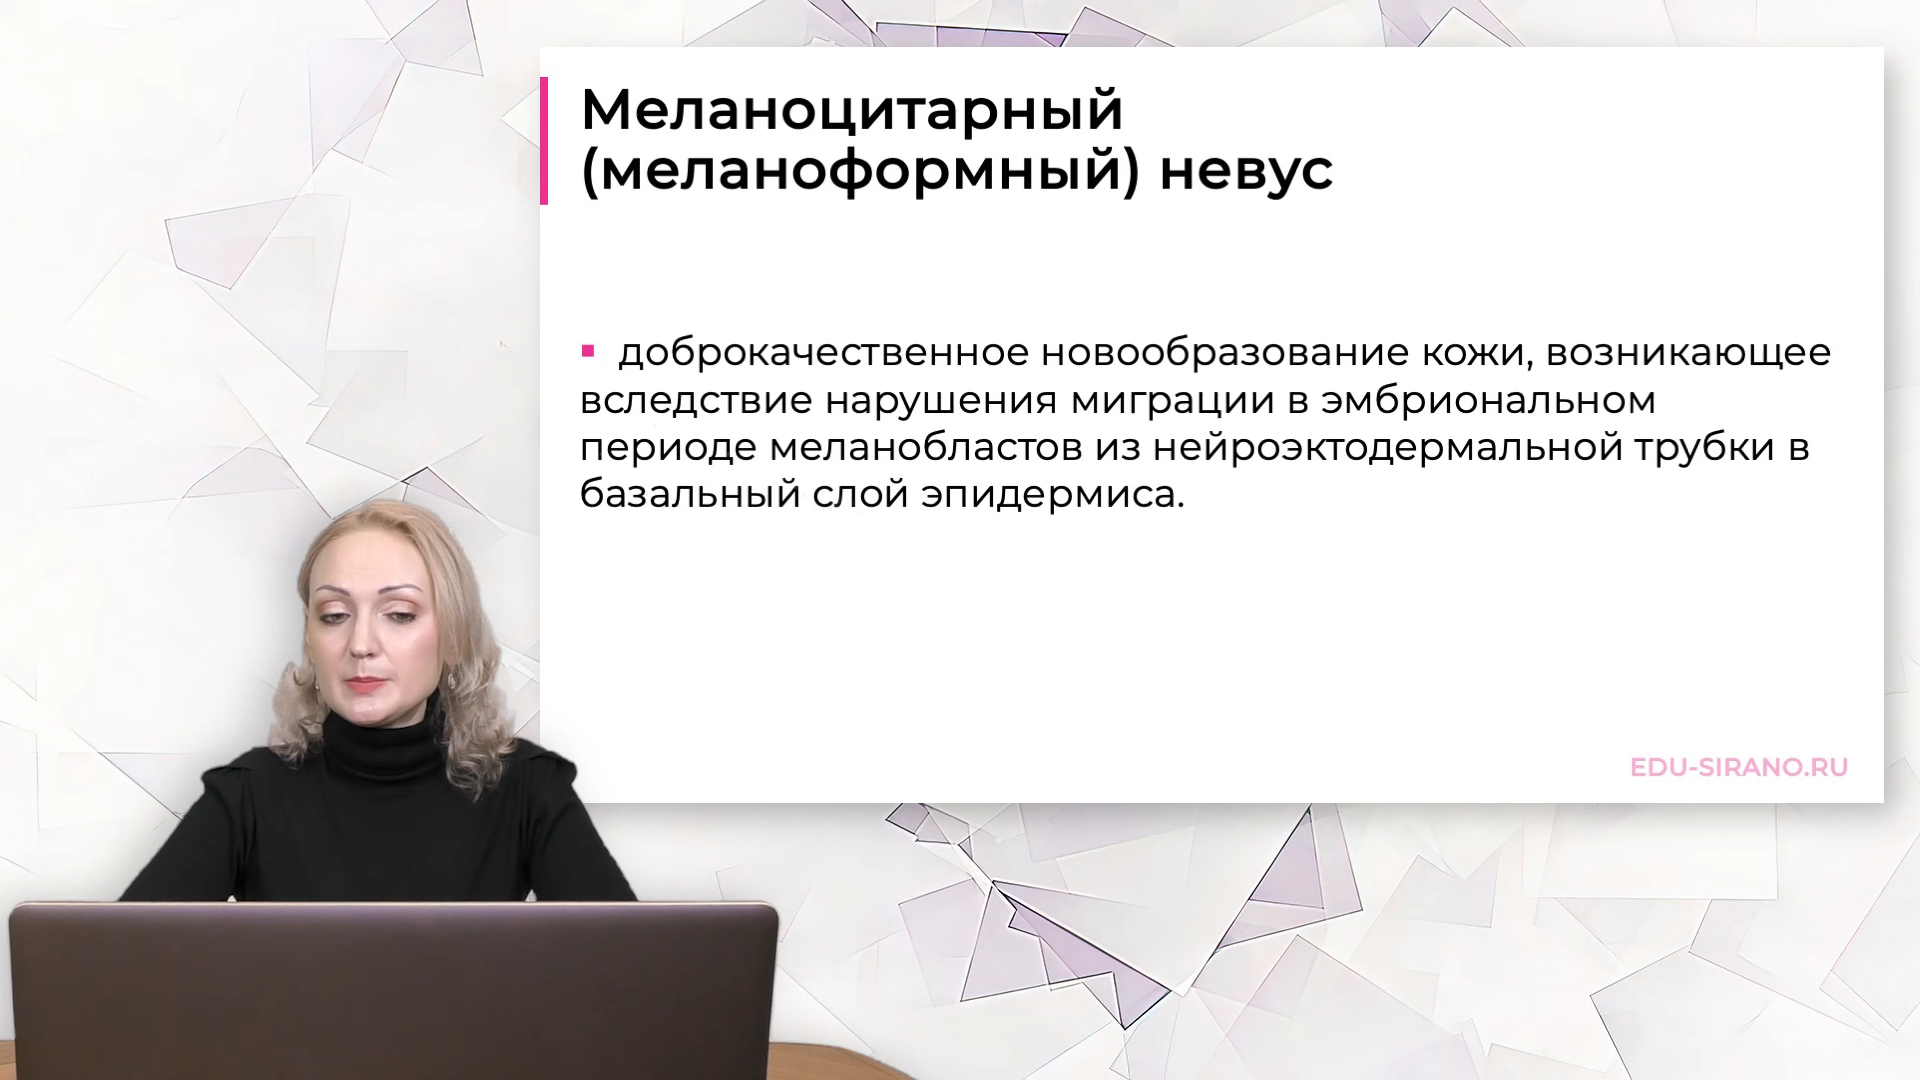 Меланоцитарный
(меланоформный) невус
▪ доброкачественное новообразование кожи, возникающее
вследствие нарушения миграции в эмбриональном
периоде меланобластов из нейроэктодермальной трубки в
базальный слой эпидермиса.
EDU-SIRANO.RU